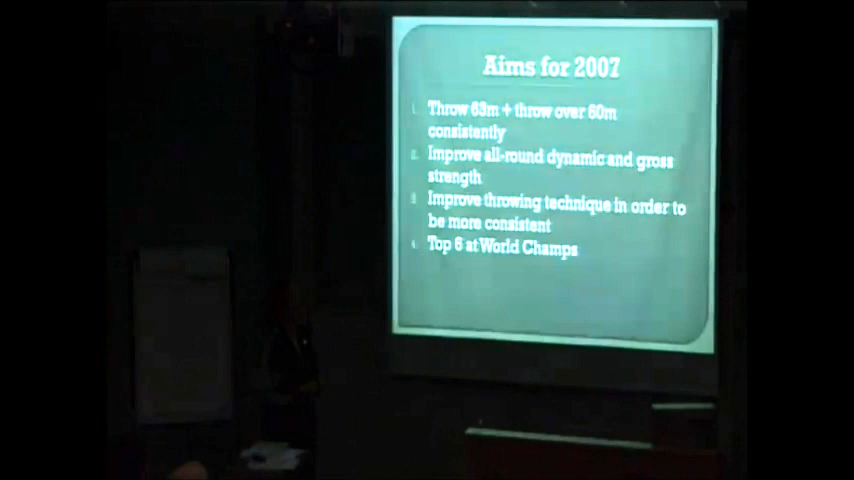 Aims for 2007
1. Throw 63m + throw over 60m
consistently
2. Improve all-round dynamic and gross
strength
3. Improve throwing technique in order to
be more consistent
4. Top 6 at World Champs